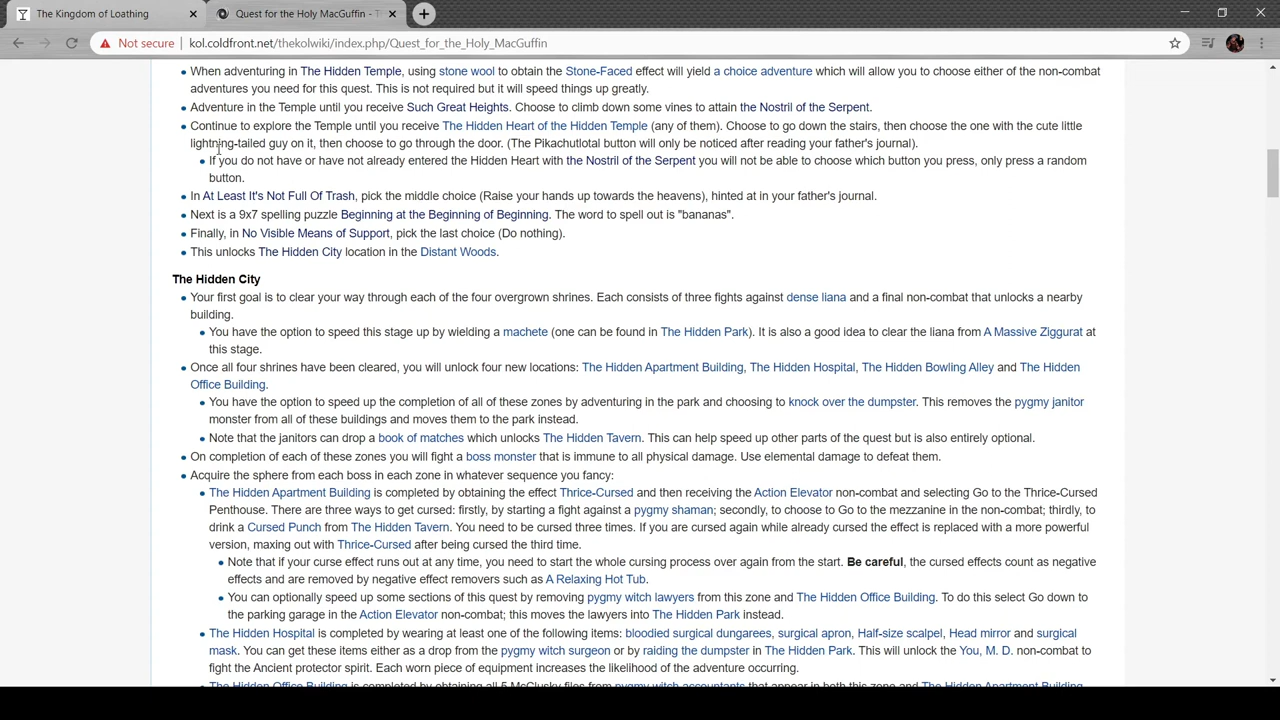 The Kingdom of Loathing
Quest for the Holy MacGuffin - T
Not secure
kol.coldfront.net/thekolwiki/index.php/Quest_for_the_Holy_MacGuffin
When adventuring in The Hidden Temple, using stone wool to obtain the Stone-Faced effect will yield a choice adventure which will allow you to choose either of the non-combat
adventures you need for this quest. This is not required but it will speed things up greatly.
Adventure in the Temple until you receive Such Great Heights. Choose to climb down some vines to attain the Nostril of the Serpent.
Continue to explore the Temple until you receive The Hidden Heart of the Hidden Temple (any of them). Choose to go down the stairs, then choose the one with the cute little
lightning-tailed guy on it, then choose to go through the door. (The Pikachutlotal button will only be noticed after reading your father's journal).
If you do not have or have not already entered the Hidden Heart with the Nostril of the Serpent you will not be able to choose which button you press, only press a random
button.
In At Least It's Not Full Of Trash, pick the middle choice (Raise your hands up towards the heavens), hinted at in your father's journal.
Next is a 9x7 spelling puzzle Beginning at the Beginning of Beginning. The word to spell out is "bananas".
Finally, in No Visible Means of Support, pick the last choice (Do nothing).
This unlocks The Hidden City location in the Distant Woods.
The Hidden City
Your first goal is to clear your way through each of the four overgrown shrines. Each consists of three fights against dense liana and a final non-combat that unlocks a nearby
building.
You have the option to speed this stage up by wielding a machete (one can be found in The Hidden Park). It is also a good idea to clear the liana from A Massive Ziggurat at
this stage.
Once all four shrines have been cleared, you will unlock four new locations: The Hidden Apartment Building, The Hidden Hospital, The Hidden Bowling Alley and The Hidden
Office Building.
You have the option to speed up the completion of all of these zones by adventuring in the park and choosing to knock over the dumpster. This removes the pygmy janitor
monster from all of these buildings and moves them to the park instead.
Note that the janitors can drop a book of matches which unlocks The Hidden Tavern. This can help speed up other parts of the quest but is also entirely optional.
On completion of each of these zones you will fight a boss monster that is immune to all physical damage. Use elemental damage to defeat them.
Acquire the sphere from each boss in each zone in whatever sequence you fancy:
The Hidden Apartment Building is completed by obtaining the effect Thrice-Cursed and then receiving the Action Elevator non-combat and selecting Go to the Thrice-Cursed
Penthouse. There are three ways to get cursed: firstly, by starting a fight against a pygmy shaman; secondly, to choose to Go to the mezzanine in the non-combat; thirdly, to
drink a Cursed Punch from The Hidden Tavern. You need to be cursed three times. If you are cursed again while already cursed the effect is replaced with a more powerful
version, maxing out with Thrice-Cursed after being cursed the third time.
Note that if your curse effect runs out at any time, you need to start the whole cursing process over again from the start. Be careful, the cursed effects count as negative
effects and are removed by negative effect removers such as A Relaxing Hot Tub.
You can optionally speed up some sections of this quest by removing pygmy witch lawyers from this zone and The Hidden Office Building. To do this select Go down to
the parking garage in the Action Elevator non-combat; this moves the lawyers into The Hidden Park instead.
The Hidden Hospital is completed by wearing at least one of the following items: bloodied surgical dungarees, surgical apron, Half-size scalpel, Head mirror and surgical
mask. You can get these items either as a drop from the pygmy witch surgeon or by raiding the dumpster in The Hidden Park. This will unlock the You, M. D. non-combat to
fight the Ancient protector spirit. Each worn piece of equipment increases the likelihood of the adventure occurring.
The Hidden Office Building is completed by obtaining all 5 McClusky files from pygmy witch accountants that appear in both this zone and The Hidden Apartment Building.